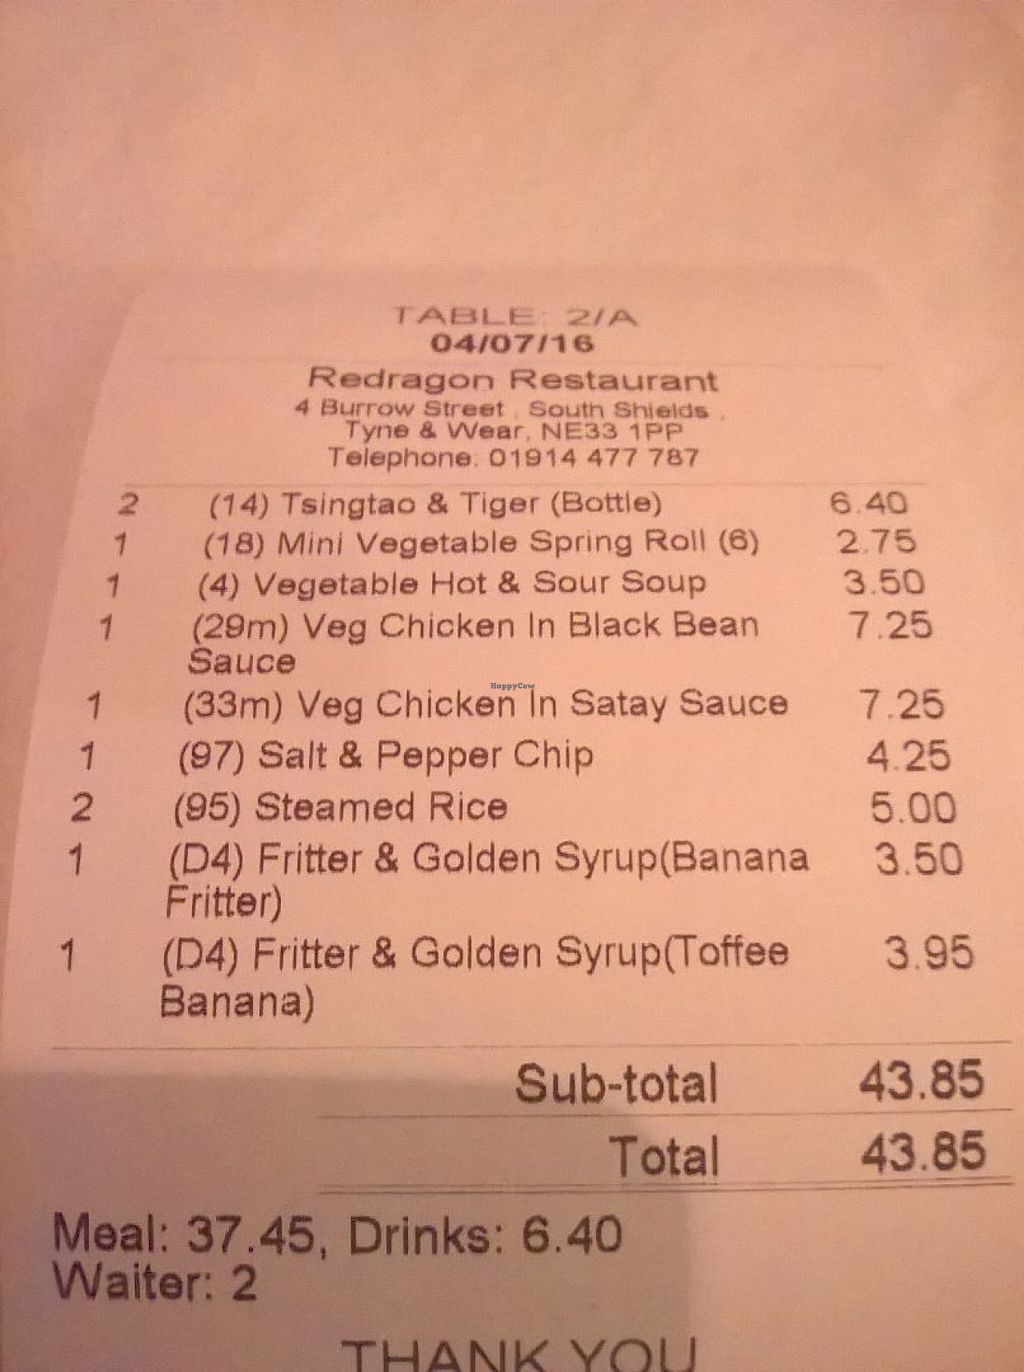 TABLE: 2/A
04/07/16
Redragon Restaurant
4 Burrow Street , South Shields ,
Tyne & Wear, NE33 1PP
Telephone: 01914 477 787
2 (14) Tsingtao & Tiger (Bottle) 6.40
1 (18) Mini Vegetable Spring Roll (6) 2.75
1 (4) Vegetable Hot & Sour Soup 3.50
1 (29m) Veg Chicken In Black Bean 7.25
Sauce
HappyCow
1 (33m) Veg Chicken In Satay Sauce 7.25
1 (97) Salt & Pepper Chip 4.25
2 (95) Steamed Rice 5.00
1 (D4) Fritter & Golden Syrup(Banana 3.50
Fritter)
1 (D4) Fritter & Golden Syrup(Toffee 3.95
Banana)
Sub-total 43.85
Total 43.85
Meal: 37.45, Drinks: 6.40
Waiter: 2
THANK YOU